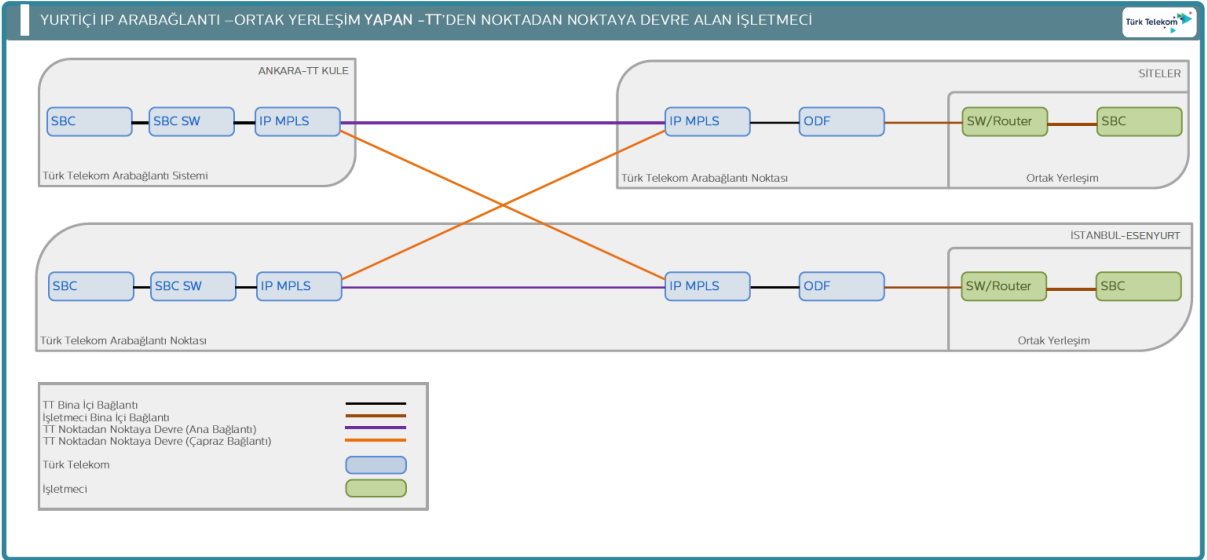 YURTİÇİ IP ARABAĞLANTI –ORTAK YERLEŞİM YAPAN -TT'DEN NOKTADAN NOKTAYA DEVRE ALAN İŞLETMECİ
Türk Telekom
ANKARA-TT KULE
SBC
SBC SW
IP MPLS
Türk Telekom Arabağlantı Sistemi
SİTELER
IP MPLS
ODF
SW/Router
SBC
Türk Telekom Arabağlantı Noktası
Ortak Yerleşim
İSTANBUL-ESENYURT
SBC
SBC SW
IP MPLS
IP MPLS
ODF
SW/Router
SBC
Türk Telekom Arabağlantı Noktası
Ortak Yerleşim
TT Bina İçi Bağlantı
İşletmeci Bina İçi Bağlantı
TT Noktadan Noktaya Devre (Ana Bağlantı)
TT Noktadan Noktaya Devre (Çapraz Bağlantı)
Türk Telekom
İşletmeci